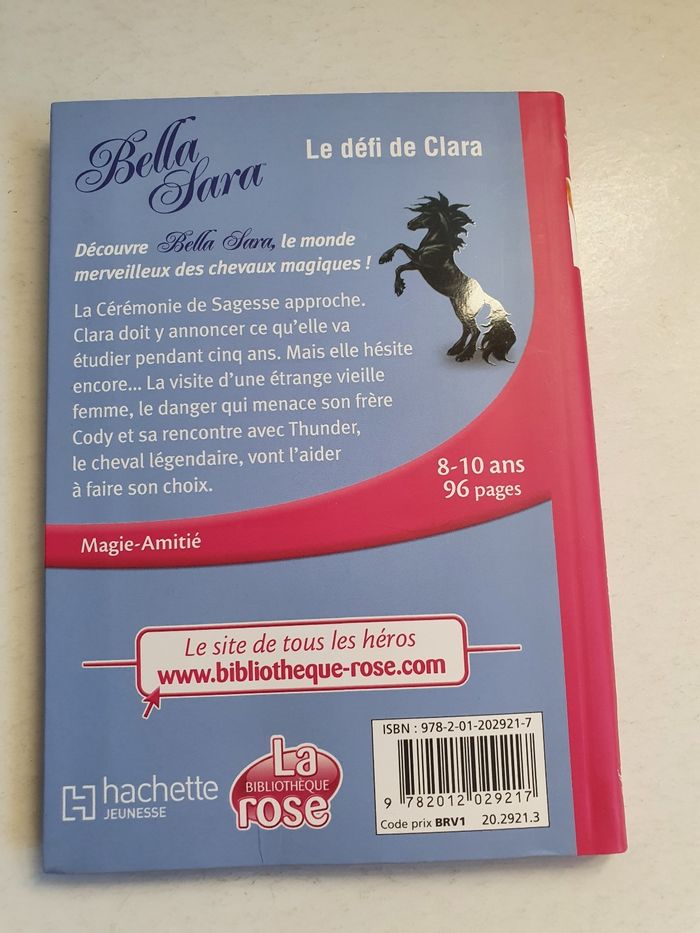 Bella Sara
Le défi de Clara
Découvre Bella Sara, le monde
merveilleux des chevaux magiques !
La Cérémonie de Sagesse approche.
Clara doit y annoncer ce qu'elle va
étudier pendant cinq ans. Mais elle hésite
encore... La visite d'une étrange vieille
femme, le danger qui menace son frère
Cody et sa rencontre avec Thunder,
le cheval légendaire, vont l'aider
à faire son choix.
8-10 ans
96 pages
Magie-Amitié
Le site de tous les héros
www.bibliotheque-rose.com
hachette
JEUNESSE
La
BIBLIOTHÈQUE
rose
ISBN : 978-2-01-202921-7
9 782012 029217
Code prix BRV1 20.2921.3